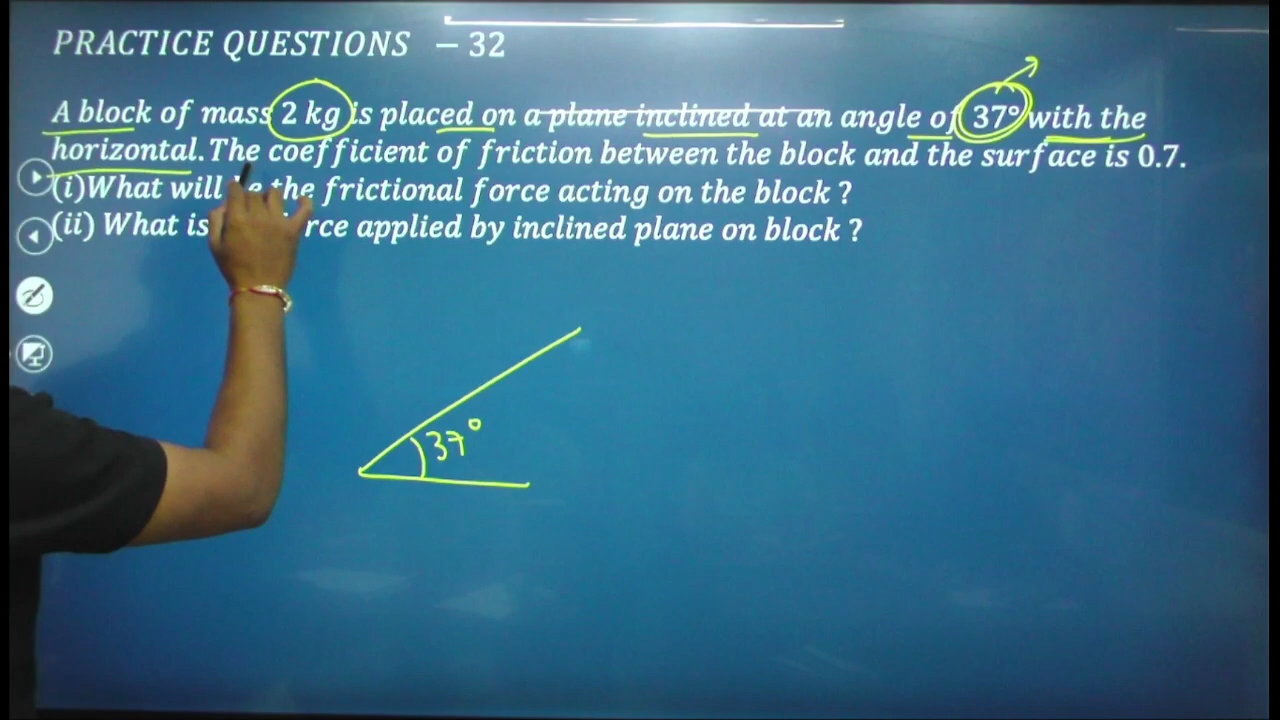 PRACTICE QUESTIONS – 32
A block of mass 2 kg is placed on a plane inclined at an angle of 37° with the
horizontal. The coefficient of friction between the block and the surface is 0.7.
(i)What will the frictional force acting on the block ?
(ii) What is applied by inclined plane on block ?
37°